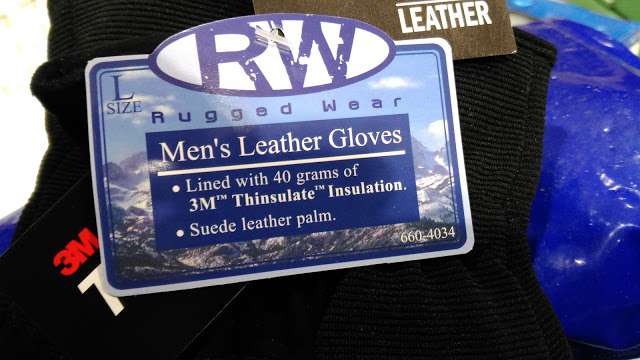 LEATHER
RW
L
SIZE
Rugged Wear
Men's Leather Gloves
• Lined with 40 grams of
3M™ Thinsulate™ Insulation.
• Suede leather palm.
660-4034
3M
T